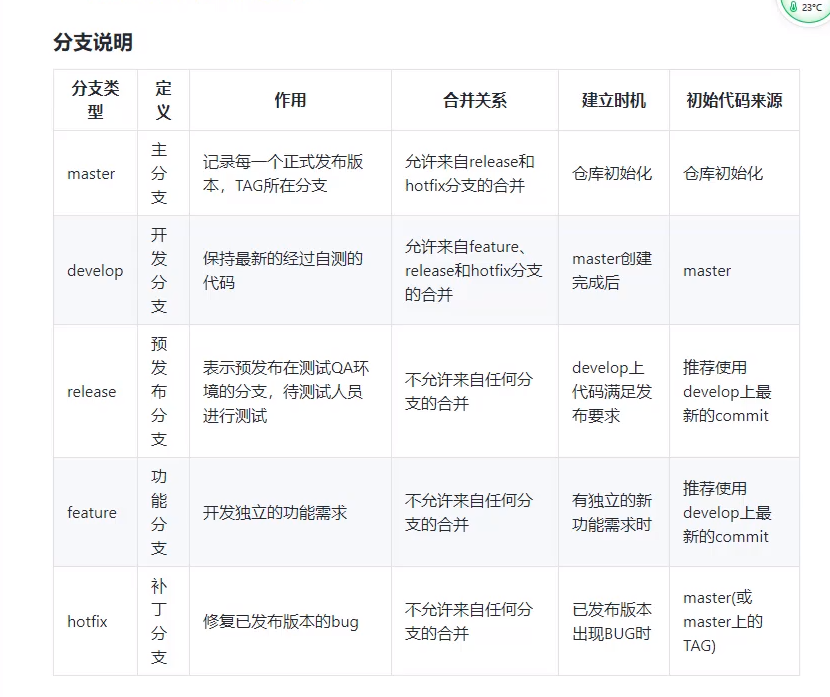 23°C
分支说明
分支类
型
定
义
作用
合并关系
建立时机
初始代码来源
master
主
分
支
记录每一个正式发布版
本，TAG所在分支
允许来自release和
hotfix分支的合并
仓库初始化
仓库初始化
develop
开
发
分
支
保持最新的经过自测的
代码
允许来自feature、
release和hotfix分支
的合并
master创建
完成后
master
release
预
发
布
分
支
表示预发布在测试QA环
境的分支，待测试人员
进行测试
不允许来自任何分
支的合并
develop上
代码满足发
布要求
推荐使用
develop上最
新的commit
feature
功
能
分
支
开发独立的功能需求
不允许来自任何分
支的合并
有独立的新
功能需求时
推荐使用
develop上最
新的commit
hotfix
补
丁
分
支
修复已发布版本的bug
不允许来自任何分
支的合并
已发布版本
出现BUG时
master(或
master上的
TAG)